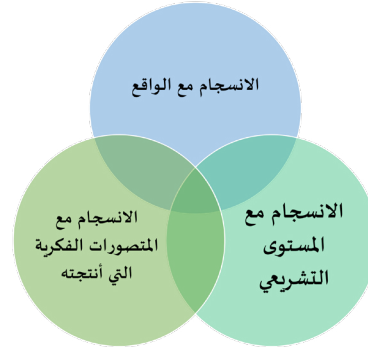 الانسجام مع الواقع
الانسجام مع
المستوى
التشريعي
الانسجام مع
المتصورات الفكرية
التي أنتجته